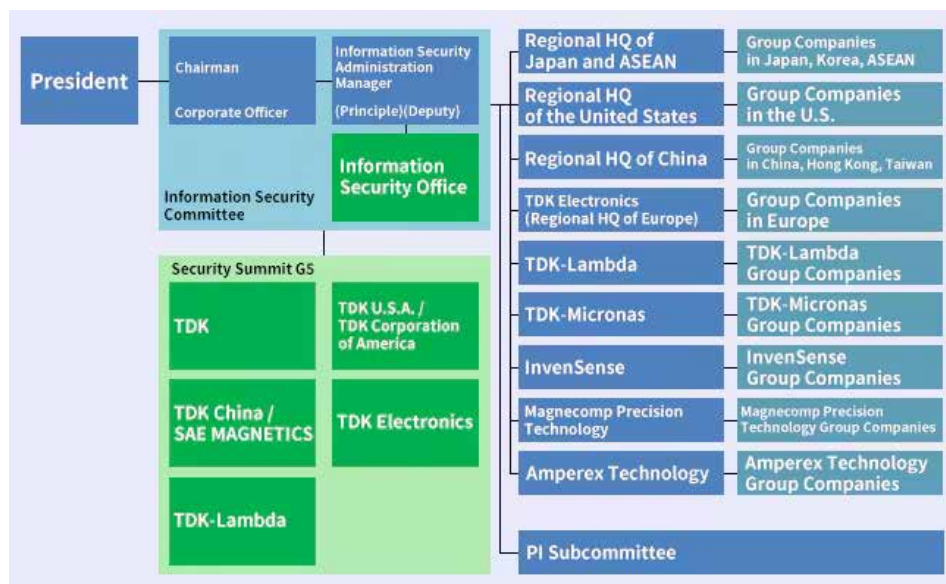 President
Chairman
Corporate Officer
Information Security
Administration
Manager
(Principle)(Deputy)
Information
Security Office
Information Security
Committee
Security Summit G5
TDK
TDK U.S.A. /
TDK Corporation
of America
TDK China /
SAE MAGNETICS
TDK Electronics
TDK-Lambda
Regional HQ of
Japan and ASEAN
Group Companies
in Japan, Korea, ASEAN
Regional HQ
of the United States
Group Companies
in the U.S.
Regional HQ of China
Group Companies
in China, Hong Kong, Taiwan
TDK Electronics
(Regional HQ of Europe)
Group Companies
in Europe
TDK-Lambda
TDK-Lambda
Group Companies
TDK-Micronas
TDK-Micronas
Group Companies
InvenSense
InvenSense
Group Companies
Magnecomp Precision
Technology
Magnecomp Precision
Technology Group Companies
Amperex Technology
Amperex Technology
Group Companies
PI Subcommittee